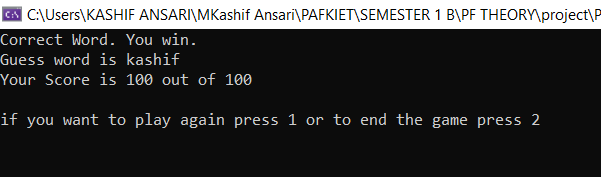 C:\Users\KASHIF ANSARI\MKashif Ansari\PAFKIET\SEMESTER 1 B\PF THEORY\project\P
Correct Word. You win.
Guess word is kashif
Your Score is 100 out of 100
if you want to play again press 1 or to end the game press 2